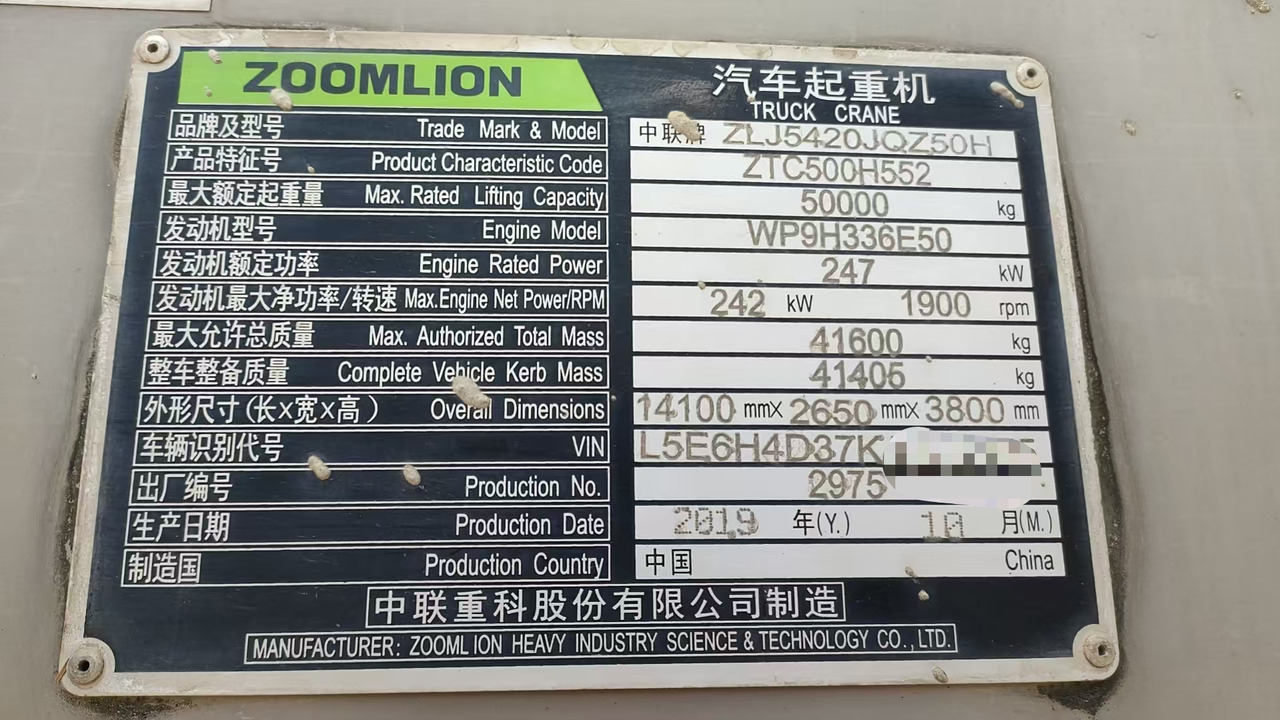 ZOOMLION 汽车起重机
TRUCK CRANE
品牌及型号 Trade Mark & Model 中联牌 ZLJ5420JQZ50H
产品特征号 Product Characteristic Code ZTC500H552
最大额定起重量 Max. Rated Lifting Capacity 50000 kg
发动机型号 Engine Model WP9H336E50
发动机额定功率 Engine Rated Power 247 kW
发动机最大净功率/转速 Max.Engine Net Power/RPM 242 kW 1900 rpm
最大允许总质量 Max. Authorized Total Mass 41600 kg
整车整备质量 Complete Vehicle Kerb Mass 41405 kg
外形尺寸(长X宽X高) Overall Dimensions 14100 mmX 2650 mmX 3800 mm
车辆识别代号 VIN L5E6H4D37K
出厂编号 Production No. 2975
生产日期 Production Date 2019 年(Y.) 10 月(M.)
制造国 Production Country 中国 China
中联重科股份有限公司制造
MANUFACTURER: ZOOMLION HEAVY INDUSTRY SCIENCE & TECHNOLOGY CO., LTD.